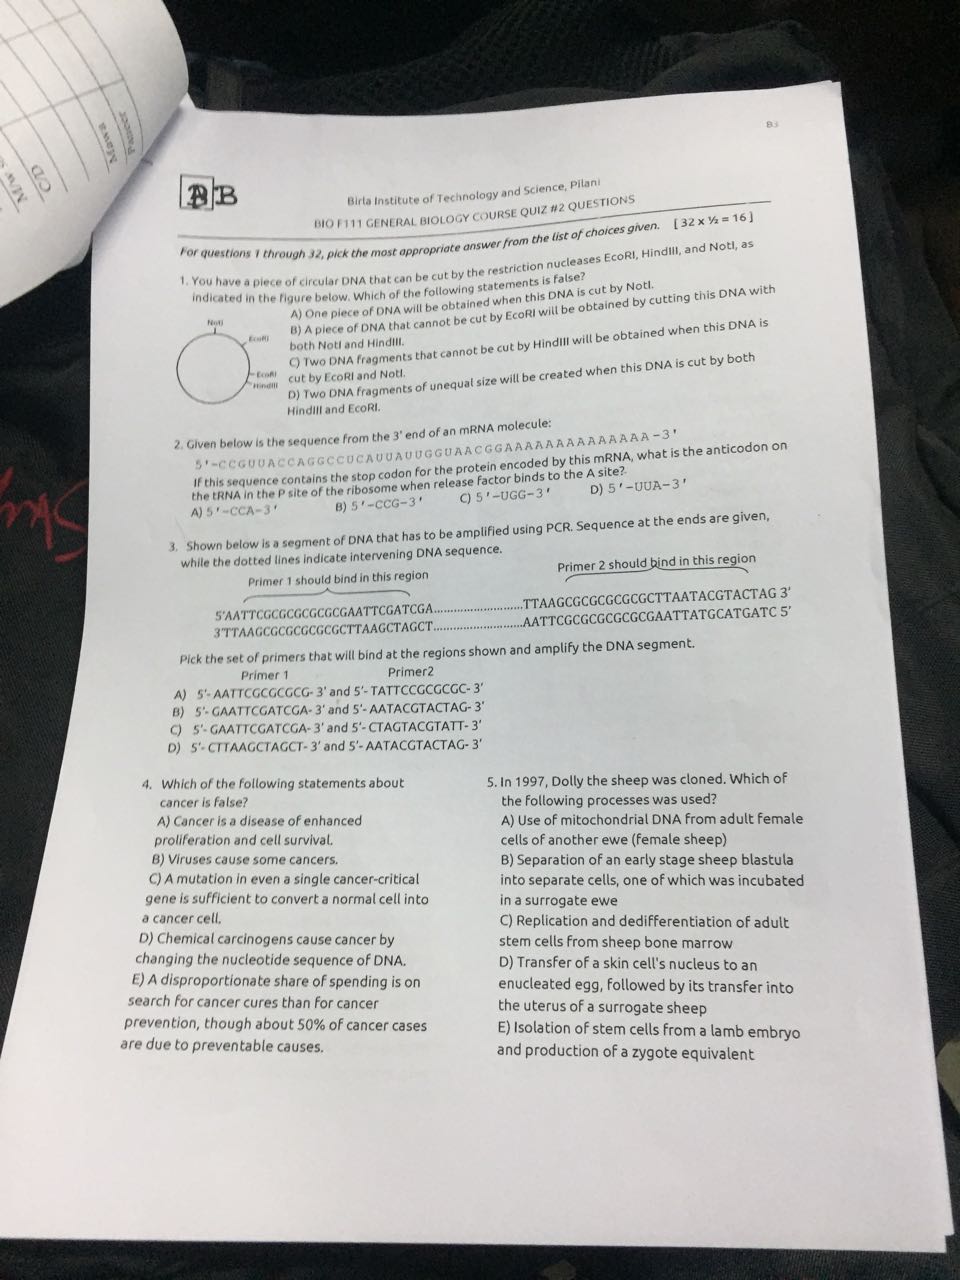 B3
AB
Birla Institute of Technology and Science, Pilani
BIO F111 GENERAL BIOLOGY COURSE QUIZ #2 QUESTIONS
For questions 1 through 32, pick the most appropriate answer from the list of choices given. [ 32 x ½ = 16 ]
1. You have a piece of circular DNA that can be cut by the restriction nucleases EcoRI, HindIII, and NotI, as
indicated in the figure below. Which of the following statements is false?
NotI
EcoRI
EcoRI
HindIII
A) One piece of DNA will be obtained when this DNA is cut by NotI.
B) A piece of DNA that cannot be cut by EcoRI will be obtained by cutting this DNA with
both NotI and HindIII.
C) Two DNA fragments that cannot be cut by HindIII will be obtained when this DNA is
cut by EcoRI and NotI.
D) Two DNA fragments of unequal size will be created when this DNA is cut by both
HindIII and EcoRI.
2. Given below is the sequence from the 3' end of an mRNA molecule:
5'-CCGUUACCAGGCCUCAUUAUUGGUAACGGAAAAAAAAAAAAAAA-3'
If this sequence contains the stop codon for the protein encoded by this mRNA, what is the anticodon on
the tRNA in the P site of the ribosome when release factor binds to the A site?
A) 5'-CCA-3' B) 5'-CCG-3' C) 5'-UGG-3' D) 5'-UUA-3'
3. Shown below is a segment of DNA that has to be amplified using PCR. Sequence at the ends are given,
while the dotted lines indicate intervening DNA sequence.
Primer 1 should bind in this region Primer 2 should bind in this region
5'AATTCGCGCGCGCGCGAATTCGATCGA..........................TTAAGCGCGCGCGCGCTTAATACGTACTAG 3'
3'TTAAGCGCGCGCGCGCTTAAGCTAGCT..........................AATTCGCGCGCGCGCGAATTATGCATGATC 5'
Pick the set of primers that will bind at the regions shown and amplify the DNA segment.
Primer 1 Primer2
A) 5'- AATTCGCGCGCG- 3' and 5'- TATTCCGCGCGC- 3'
B) 5'- GAATTCGATCGA- 3' and 5'- AATACGTACTAG- 3'
C) 5'- GAATTCGATCGA- 3' and 5'- CTAGTACGTATT- 3'
D) 5'- CTTAAGCTAGCT- 3' and 5'- AATACGTACTAG- 3'
4. Which of the following statements about
cancer is false?
A) Cancer is a disease of enhanced
proliferation and cell survival.
B) Viruses cause some cancers.
C) A mutation in even a single cancer-critical
gene is sufficient to convert a normal cell into
a cancer cell.
D) Chemical carcinogens cause cancer by
changing the nucleotide sequence of DNA.
E) A disproportionate share of spending is on
search for cancer cures than for cancer
prevention, though about 50% of cancer cases
are due to preventable causes.
5. In 1997, Dolly the sheep was cloned. Which of
the following processes was used?
A) Use of mitochondrial DNA from adult female
cells of another ewe (female sheep)
B) Separation of an early stage sheep blastula
into separate cells, one of which was incubated
in a surrogate ewe
C) Replication and dedifferentiation of adult
stem cells from sheep bone marrow
D) Transfer of a skin cell's nucleus to an
enucleated egg, followed by its transfer into
the uterus of a surrogate sheep
E) Isolation of stem cells from a lamb embryo
and production of a zygote equivalent
C/D